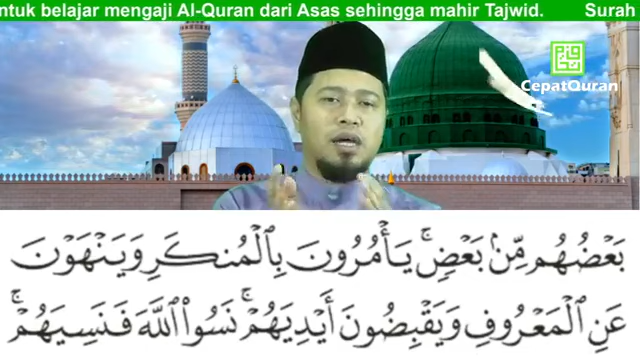 ntuk belajar mengaji Al-Quran dari Asas sehingga mahir Tajwid. Surah
CepatQuran
بَعْضُهُم مِّنۢ بَعْضٍ ۚ يَأْمُرُونَ بِالْمُنكَرِ وَيَنْهَوْنَ
عَنِ الْمَعْرُوفِ وَيَقْبِضُونَ أَيْدِيَهُمْ ۚ نَسُوا۟ اللَّهَ فَنَسِيَهُمْ ۚ